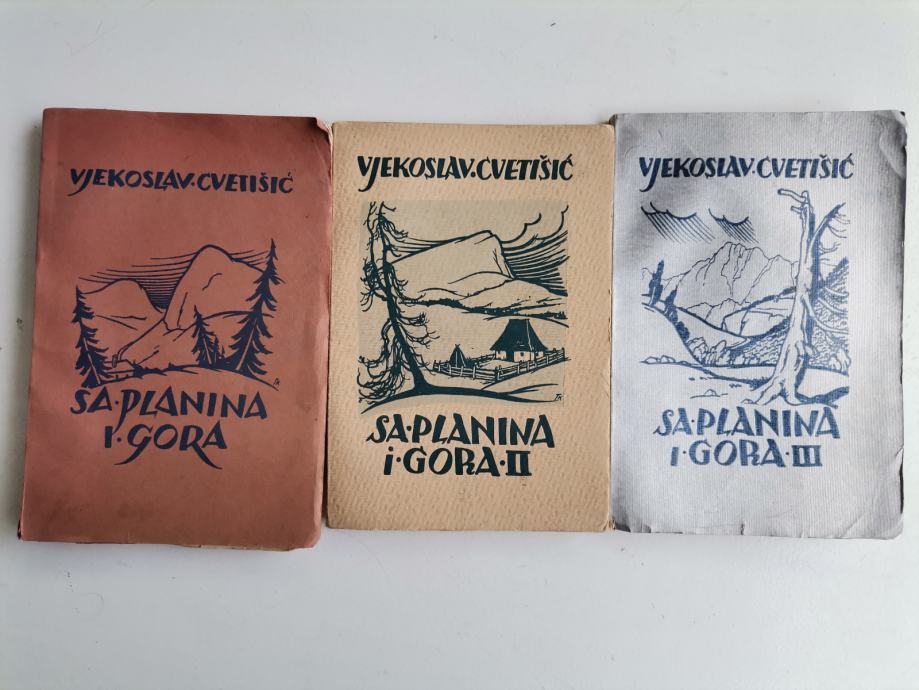 VJEKOSLAV·CVETIŠIĆ
SA·PLANINA
I·GORA
VJEKOSLAV·CVETIŠIĆ
SA·PLANINA
i·GORA·II
VJEKOSLAV·CVETIŠIĆ
SA·PLANINA
I·GORA·III